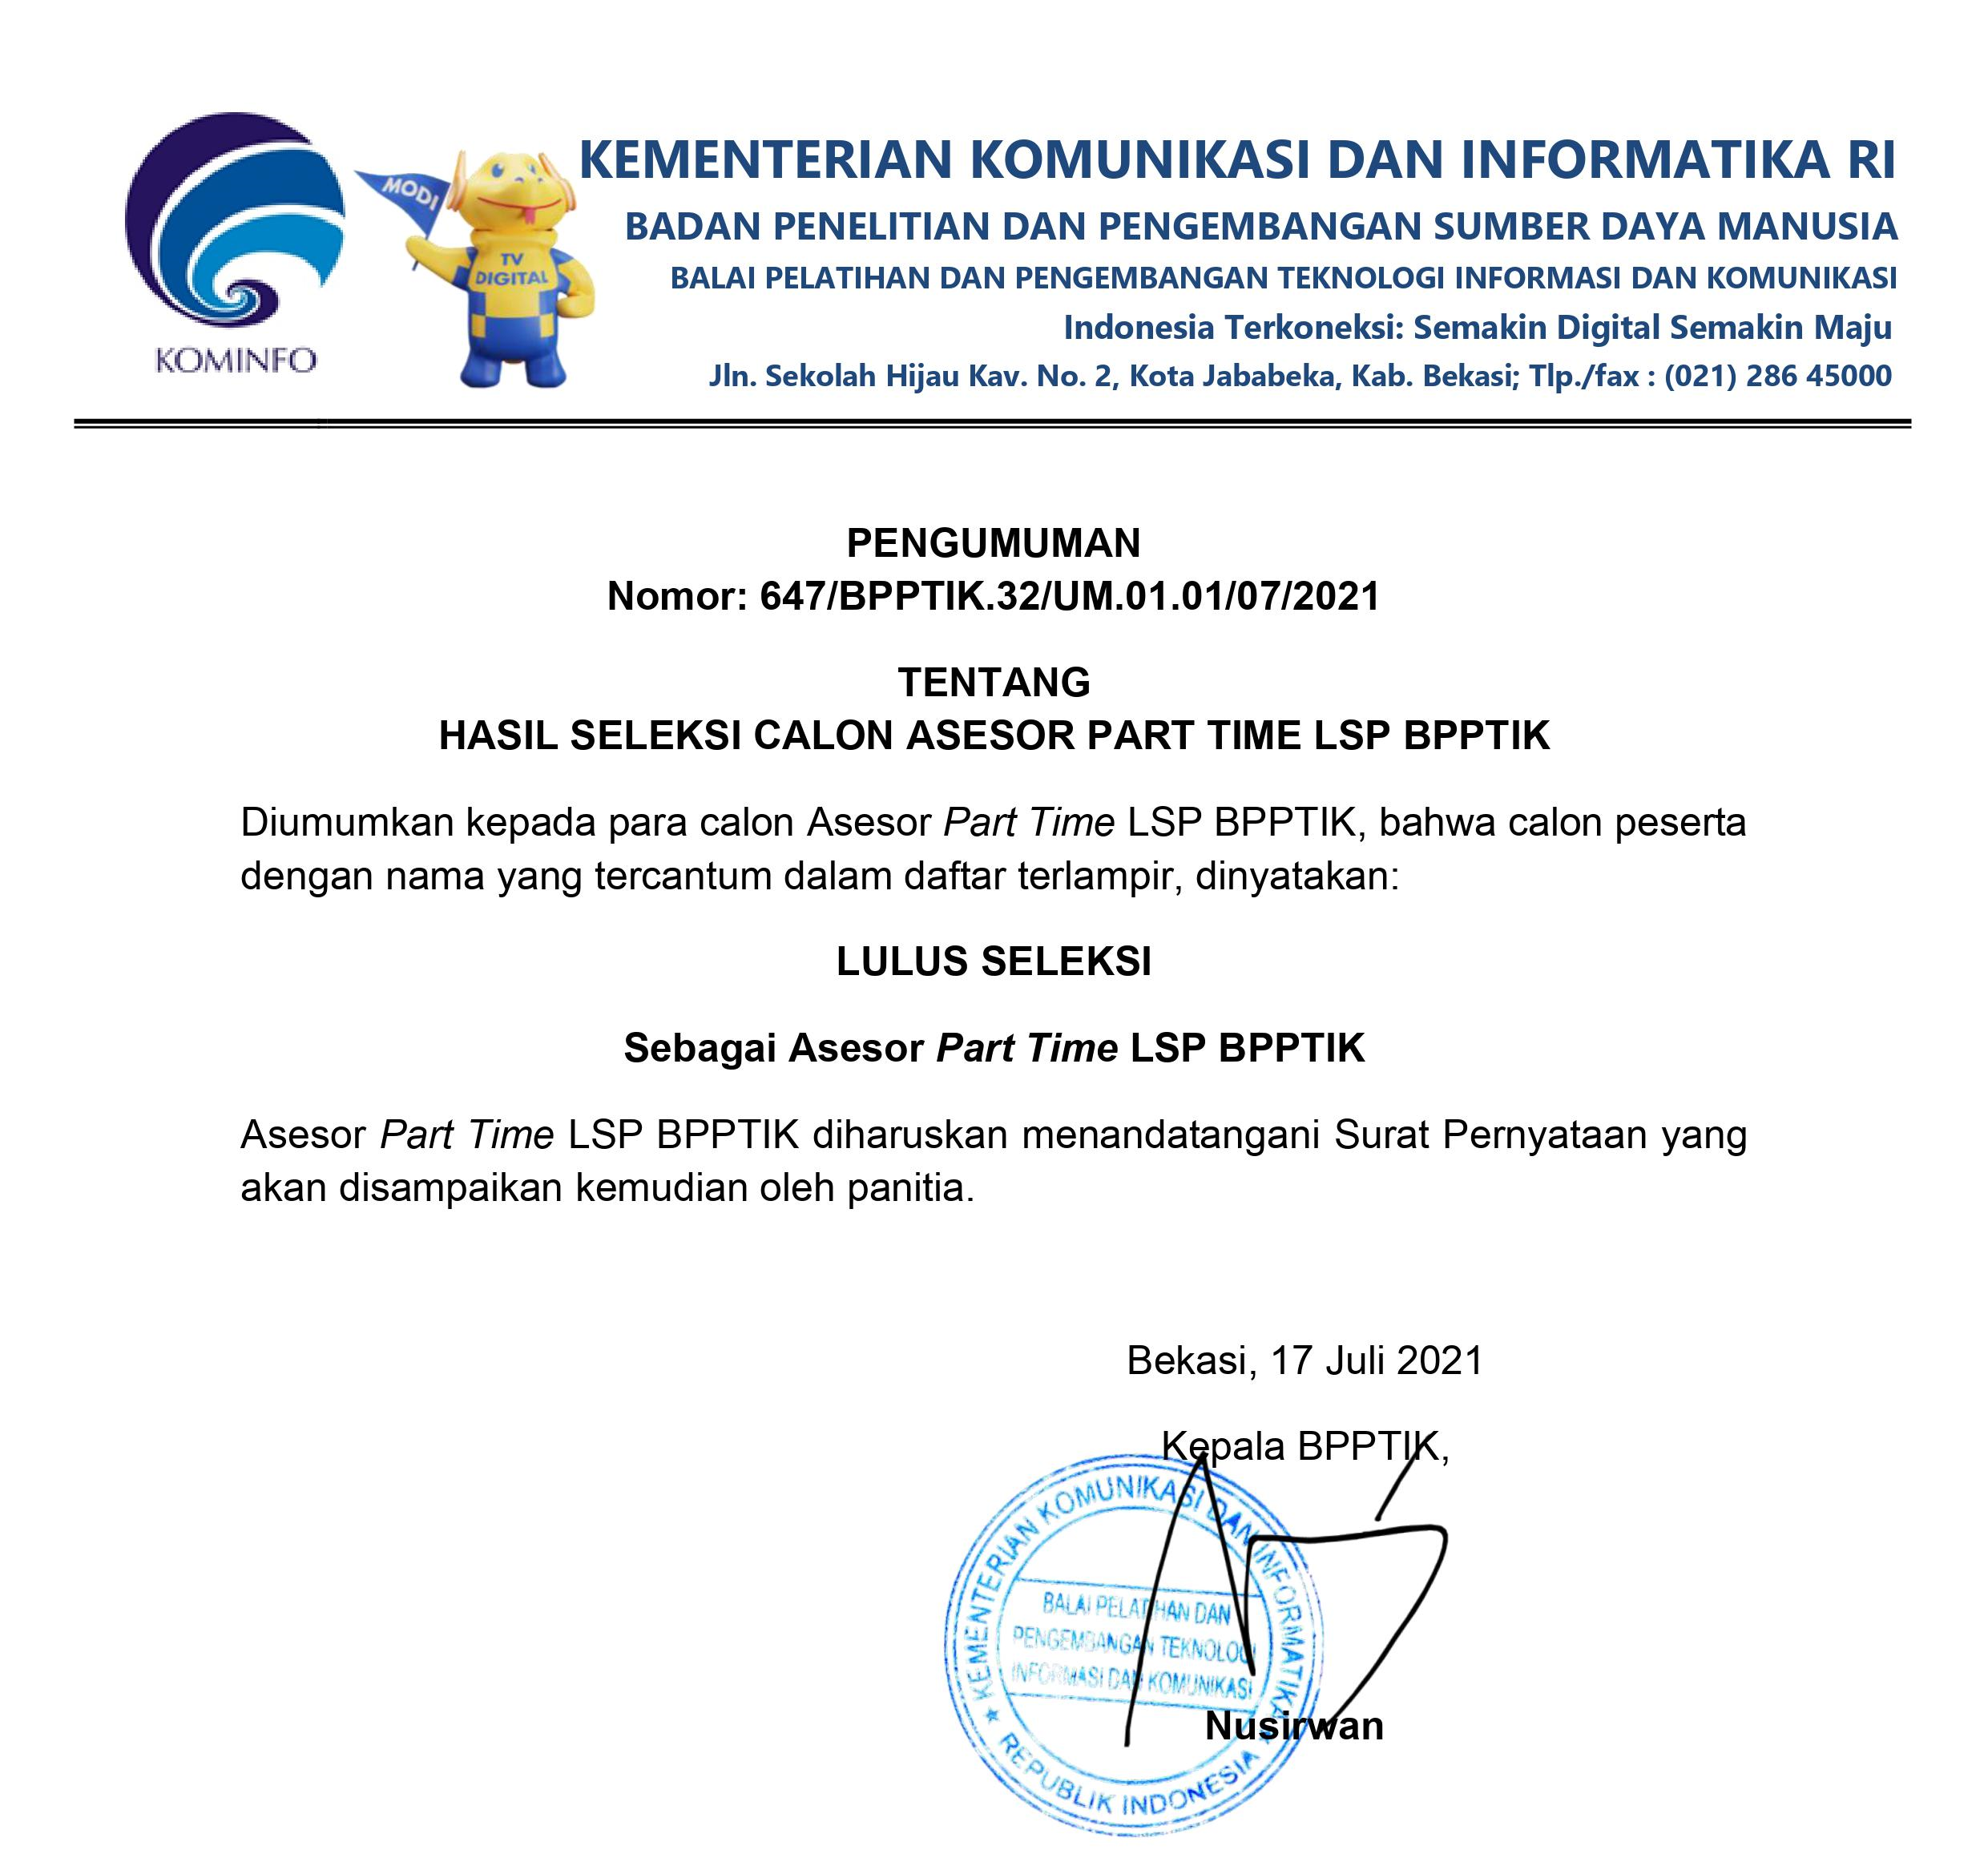 KOMINFO
MODI
TV
DIGITAL
KEMENTERIAN KOMUNIKASI DAN INFORMATIKA RI
BADAN PENELITIAN DAN PENGEMBANGAN SUMBER DAYA MANUSIA
BALAI PELATIHAN DAN PENGEMBANGAN TEKNOLOGI INFORMASI DAN KOMUNIKASI
Indonesia Terkoneksi: Semakin Digital Semakin Maju
Jln. Sekolah Hijau Kav. No. 2, Kota Jababeka, Kab. Bekasi; Tlp./fax : (021) 286 45000
PENGUMUMAN
Nomor: 647/BPPTIK.32/UM.01.01/07/2021
TENTANG
HASIL SELEKSI CALON ASESOR PART TIME LSP BPPTIK
Diumumkan kepada para calon Asesor Part Time LSP BPPTIK, bahwa calon peserta
dengan nama yang tercantum dalam daftar terlampir, dinyatakan:
LULUS SELEKSI
Sebagai Asesor Part Time LSP BPPTIK
Asesor Part Time LSP BPPTIK diharuskan menandatangani Surat Pernyataan yang
akan disampaikan kemudian oleh panitia.
Bekasi, 17 Juli 2021
Kepala BPPTIK,
KEMENTERIAN KOMUNIKASI DAN INFORMATIKA
BALAI PELATIHAN DAN
PENGEMBANGAN TEKNOLOGI
INFORMASI DAN KOMUNIKASI
REPUBLIK INDONESIA
Nusirwan